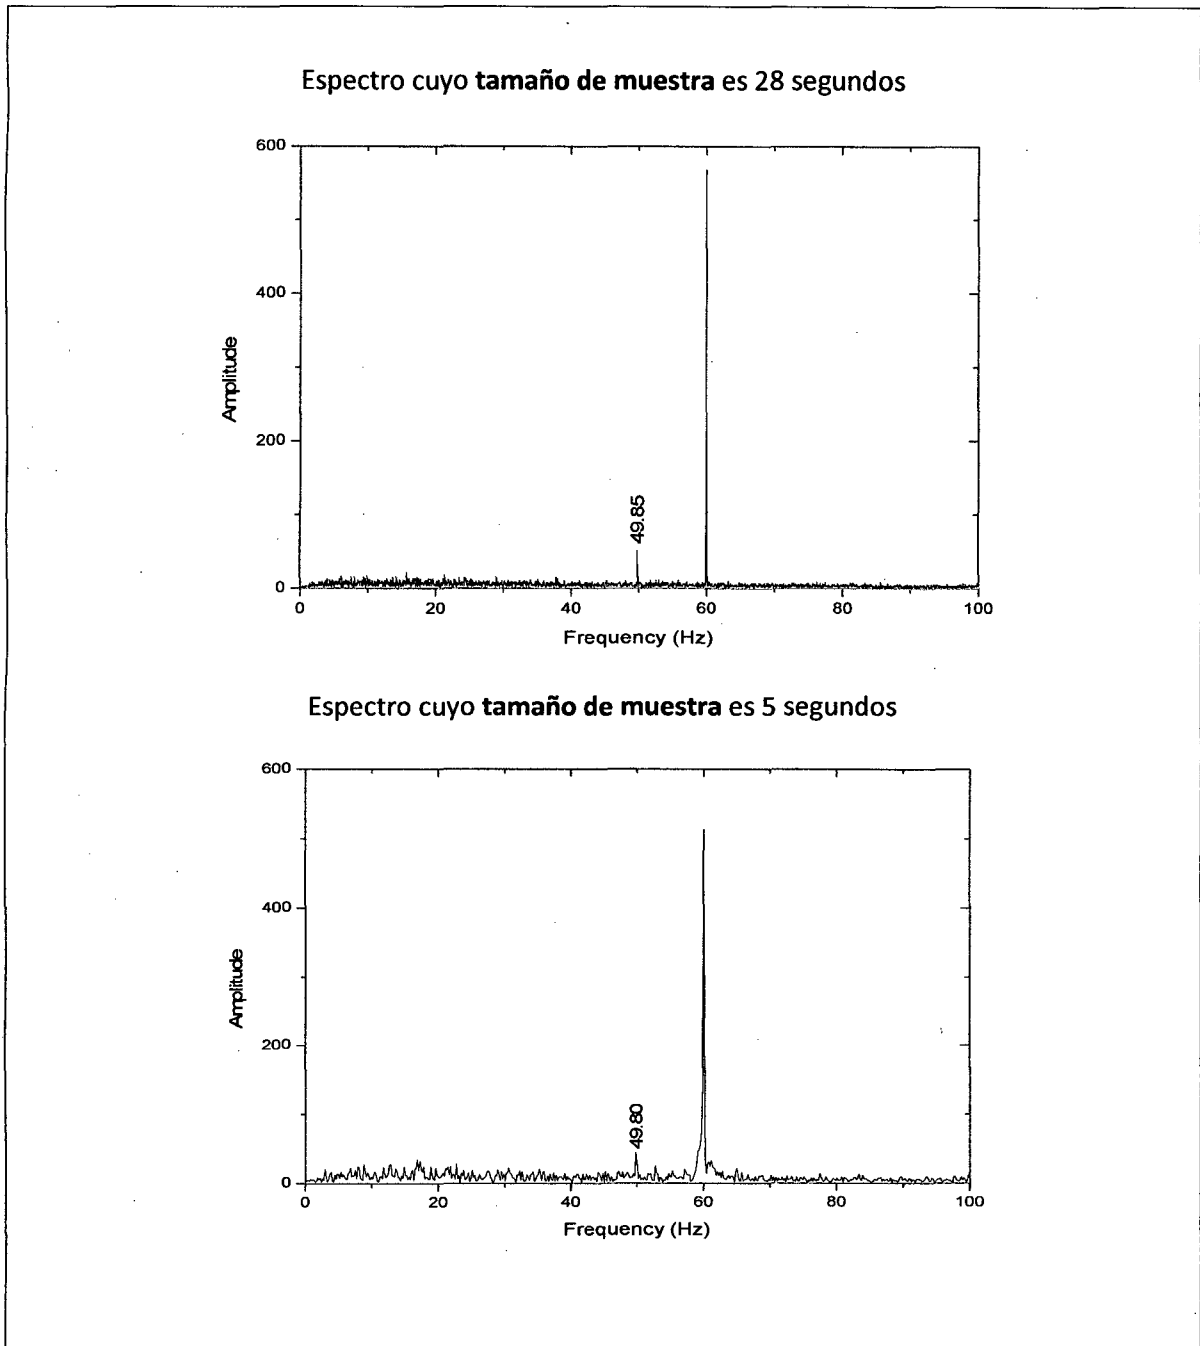 Espectro cuyo tamaño de muestra es 28 segundos
600
400
200
0
Amplitude
49.85
0 20 40 60 80 100
Frequency (Hz)
Espectro cuyo tamaño de muestra es 5 segundos
600
400
200
0
Amplitude
49.80
0 20 40 60 80 100
Frequency (Hz)